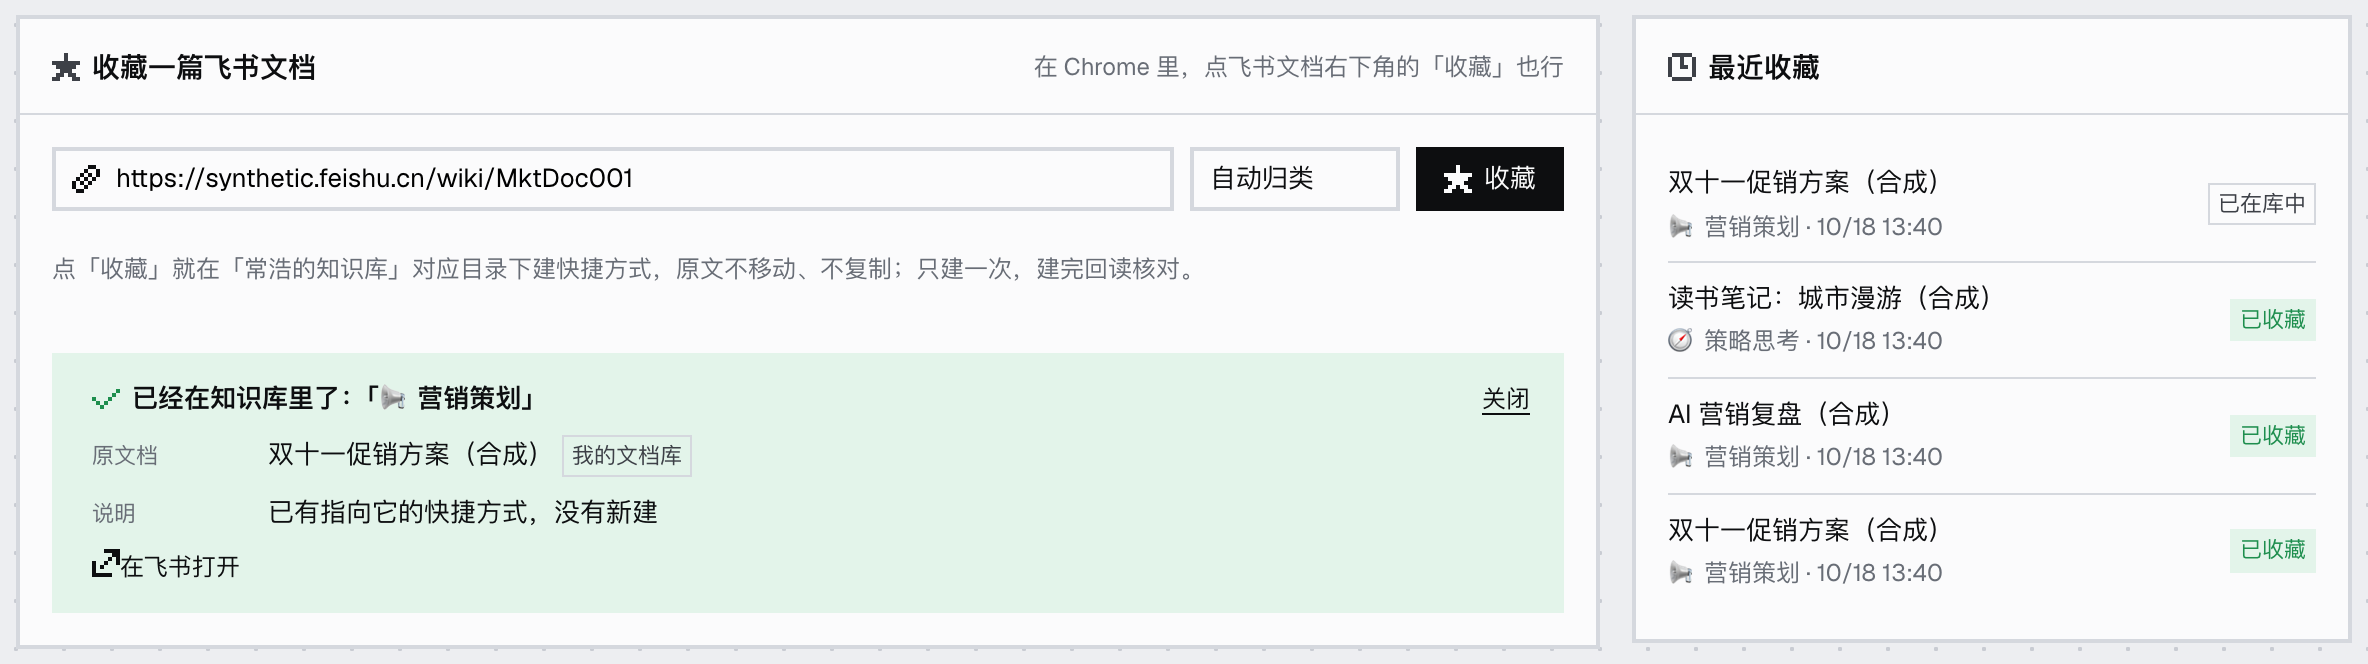 收藏一篇飞书文档
在 Chrome 里，点飞书文档右下角的「收藏」也行
https://synthetic.feishu.cn/wiki/MktDoc001
自动归类
收藏
点「收藏」就在「常浩的知识库」对应目录下建快捷方式，原文不移动、不复制；只建一次，建完回读核对。
已经在知识库里了：「📢 营销策划」
关闭
原文档 双十一促销方案（合成） 我的文档库
说明 已有指向它的快捷方式，没有新建
在飞书打开
最近收藏
双十一促销方案（合成）
营销策划 · 10/18 13:40
已在库中
读书笔记：城市漫游（合成）
策略思考 · 10/18 13:40
已收藏
AI 营销复盘（合成）
营销策划 · 10/18 13:40
已收藏
双十一促销方案（合成）
营销策划 · 10/18 13:40
已收藏